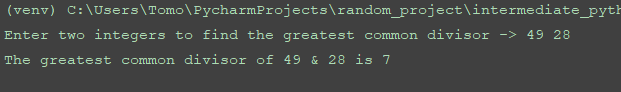 (venv) C:\Users\Tomo\PycharmProjects\random_project\intermediate_pyth
Enter two integers to find the greatest common divisor -> 49 28
The greatest common divisor of 49 & 28 is 7